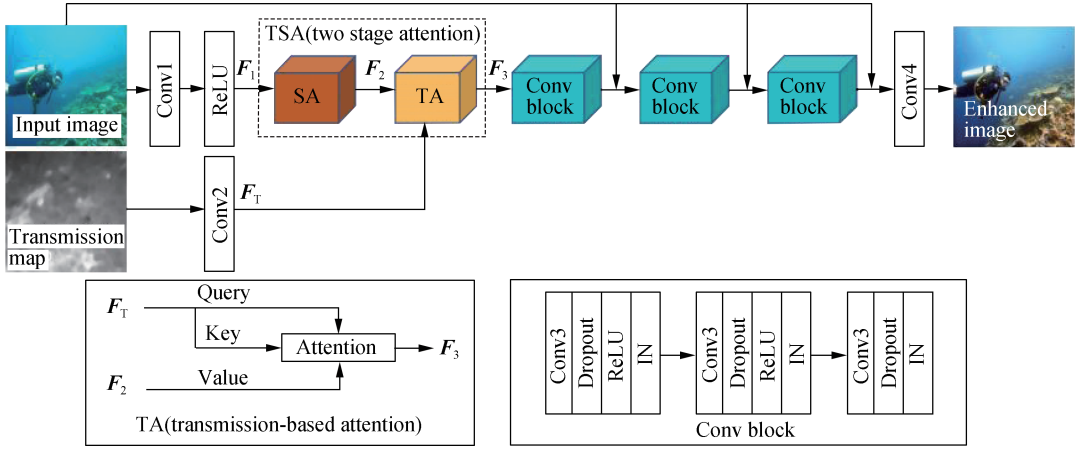 TSA(two stage attention)
Input image
Conv1
ReLU
F1
SA
F2
TA
F3
Conv
block
Conv
block
Conv
block
Conv4
Enhanced
image
Transmission
map
Conv2
FT
FT
Query
Key
Attention
F3
F2
Value
TA(transmission-based attention)
Conv3
Dropout
ReLU
IN
Conv3
Dropout
ReLU
IN
Conv3
Dropout
IN
Conv block